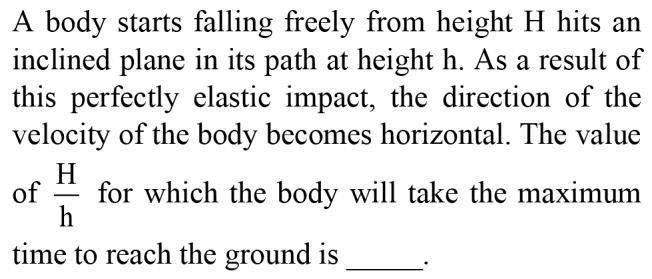 A body starts falling freely from height H hits an
inclined plane in its path at height h. As a result of
this perfectly elastic impact, the direction of the
velocity of the body becomes horizontal. The value
of H/h for which the body will take the maximum
time to reach the ground is ______.